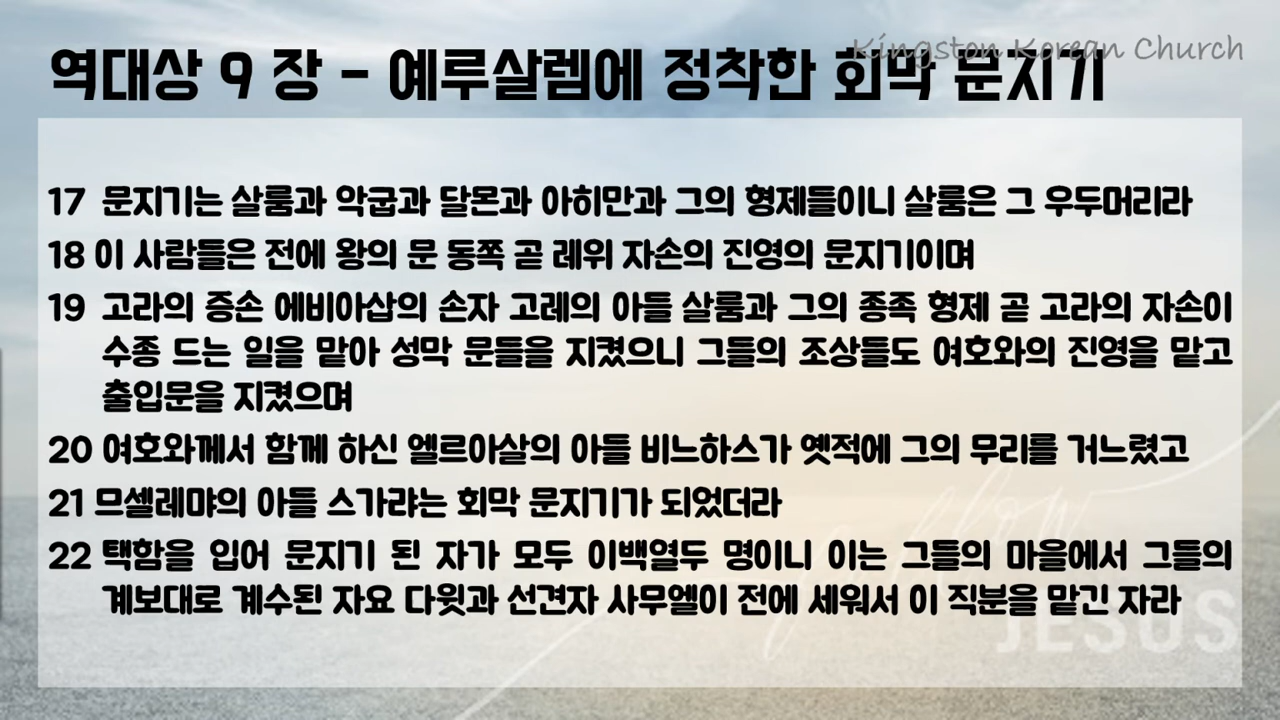 Kingston Korean Church
역대상 9 장 - 예루살렘에 정착한 회막 문지기
17 문지기는 살룸과 악굽과 달몬과 아히만과 그의 형제들이니 살룸은 그 우두머리라
18 이 사람들은 전에 왕의 문 동쪽 곧 레위 자손의 진영의 문지기이며
19 고라의 증손 에비아삽의 손자 고레의 아들 살룸과 그의 종족 형제 곧 고라의 자손이
수종 드는 일을 맡아 성막 문들을 지켰으니 그들의 조상들도 여호와의 진영을 맡고
출입문을 지켰으며
20 여호와께서 함께 하신 엘르아살의 아들 비느하스가 옛적에 그의 무리를 거느렸고
21 므셀레먀의 아들 스가랴는 회막 문지기가 되었더라
22 택함을 입어 문지기 된 자가 모두 이백열두 명이니 이는 그들의 마을에서 그들의
계보대로 계수된 자요 다윗과 선견자 사무엘이 전에 세워서 이 직분을 맡긴 자라
follow
JESUS